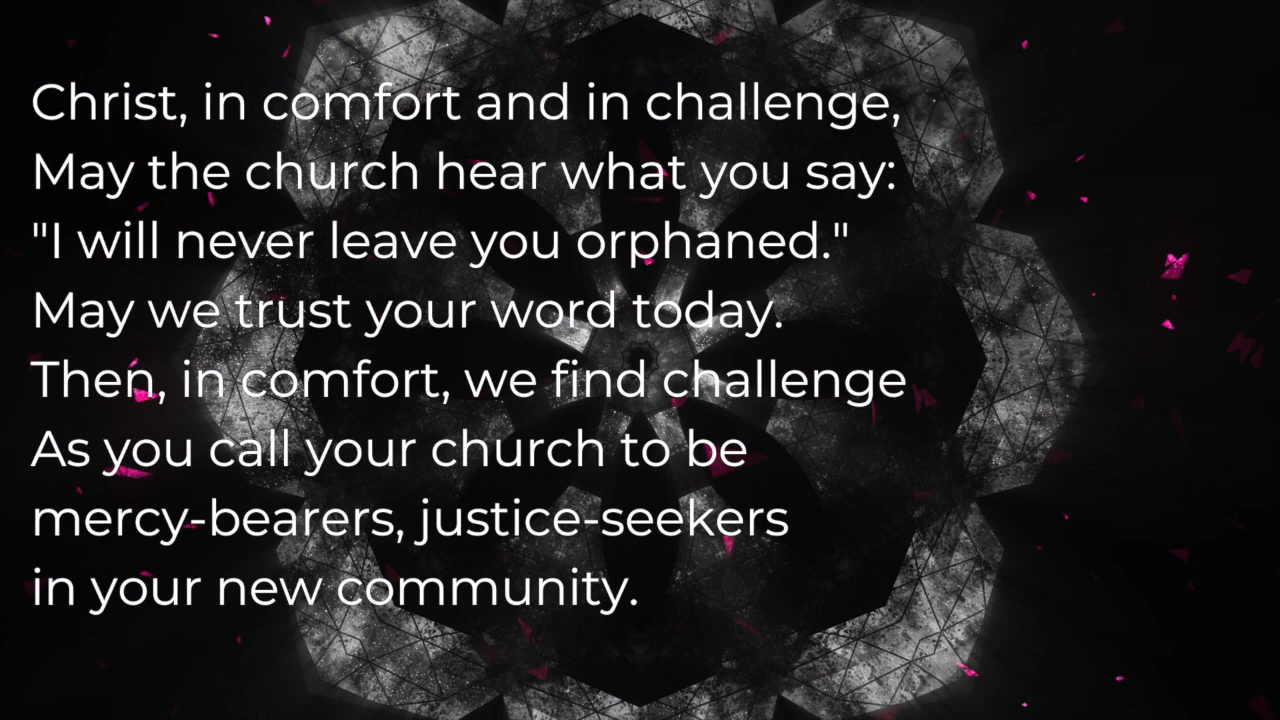 Christ, in comfort and in challenge,
May the church hear what you say:
"I will never leave you orphaned."
May we trust your word today.
Then, in comfort, we find challenge
As you call your church to be
mercy-bearers, justice-seekers
in your new community.